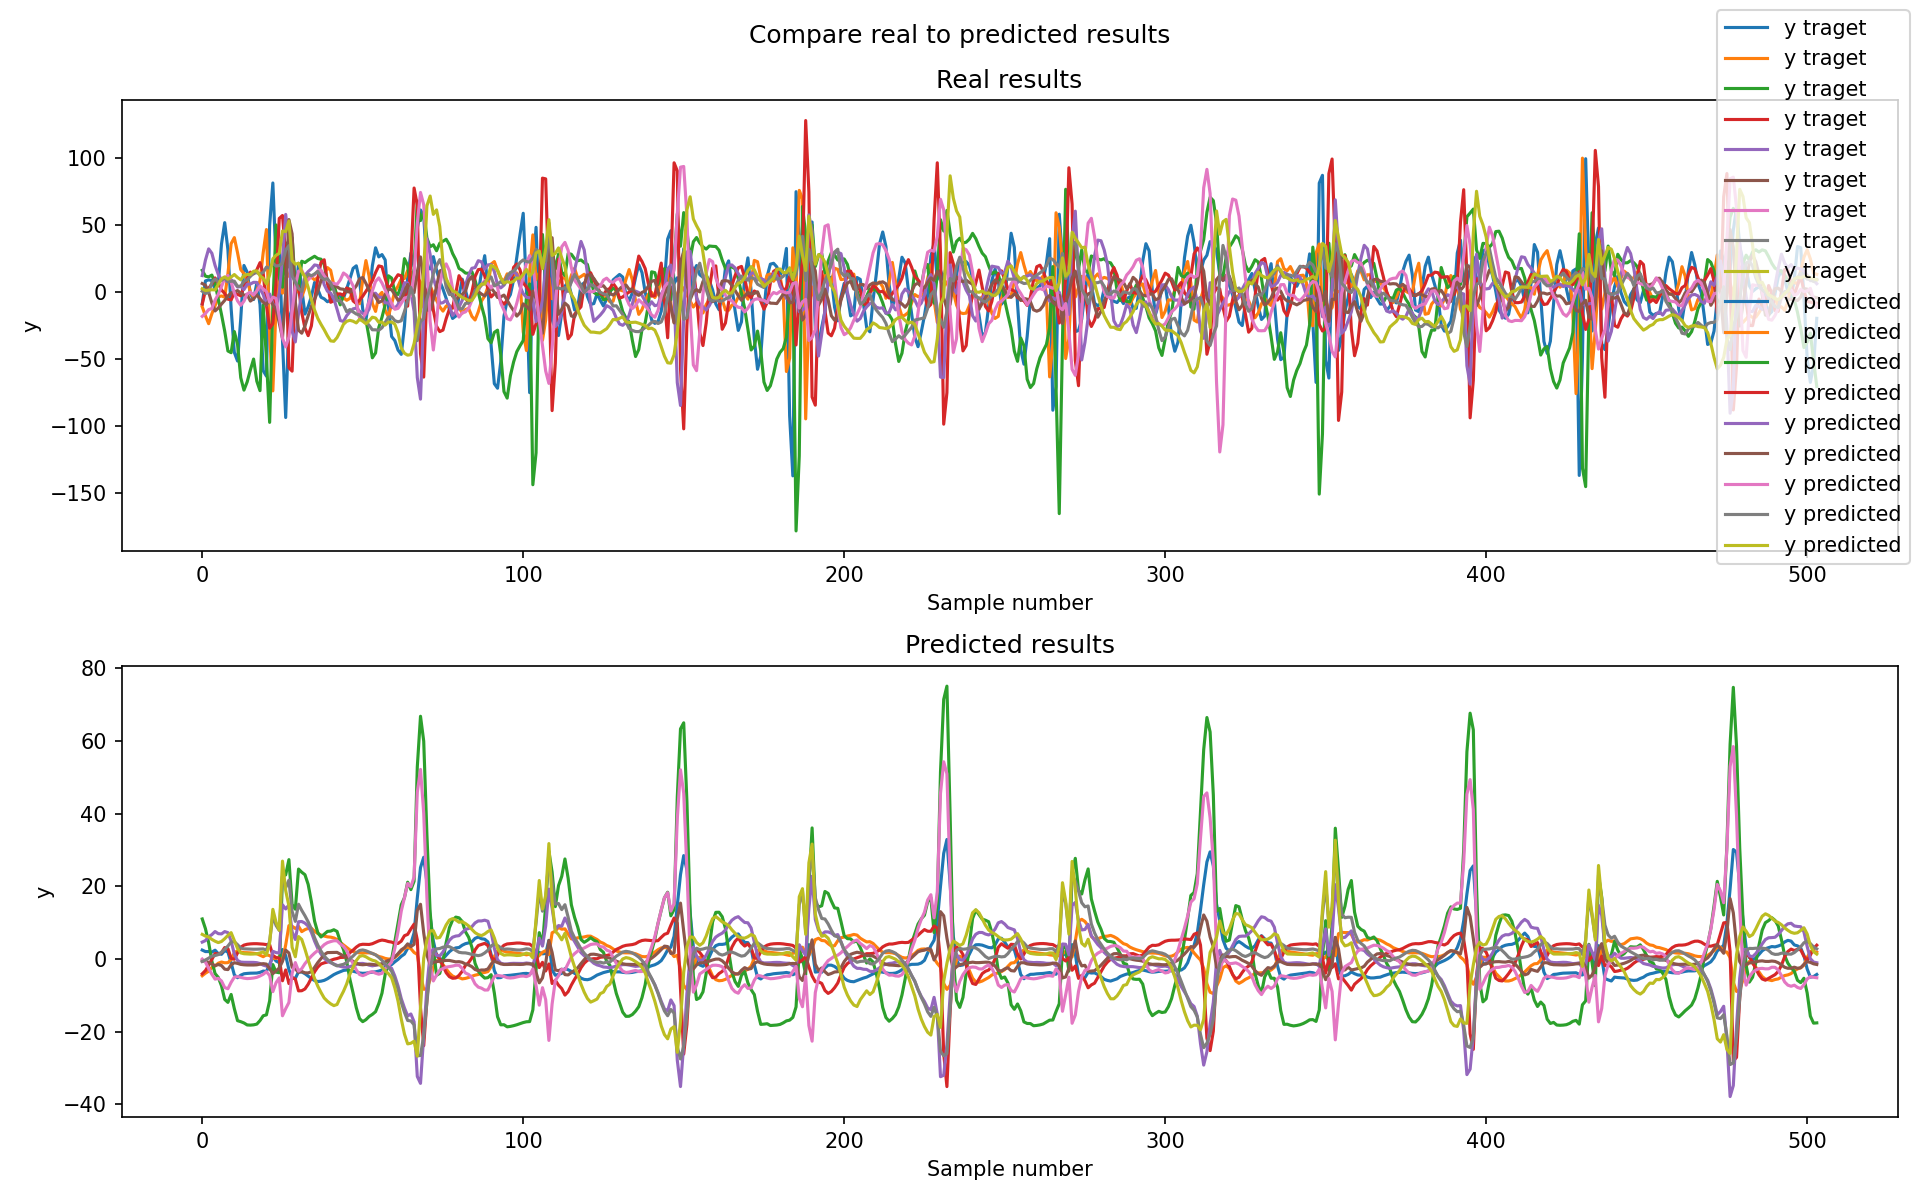 Compare real to predicted results
Real results
y traget
y traget
y traget
y traget
y traget
y traget
y traget
y traget
y traget
y predicted
y predicted
y predicted
y predicted
y predicted
y predicted
y predicted
y predicted
y predicted
100
50
0
−50
−100
−150
y
0 100 200 300 400 500
Sample number
Predicted results
80
60
40
20
0
−20
−40
y
0 100 200 300 400 500
Sample number